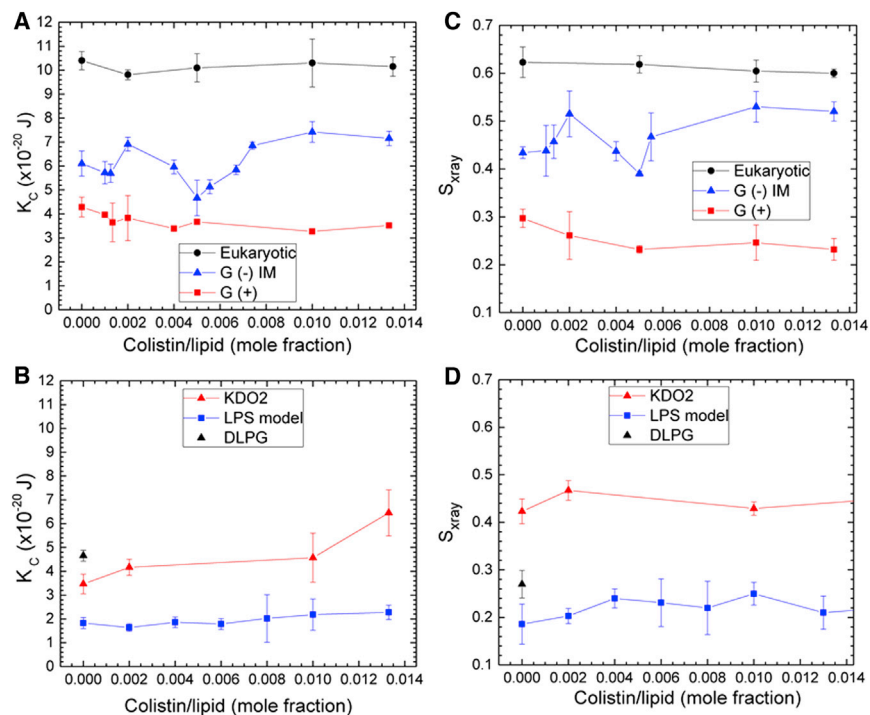 A
12
11
10
9
8
7
6
5
4
3
2
1
0
K_C (x10^-20 J)
Eukaryotic
G (-) IM
G (+)
0.000 0.002 0.004 0.006 0.008 0.010 0.012 0.014
Colistin/lipid (mole fraction)
C
0.7
0.6
0.5
0.4
0.3
0.2
0.1
S_xray
Eukaryotic
G (-) IM
G (+)
0.000 0.002 0.004 0.006 0.008 0.010 0.012 0.014
Colistin/lipid (mole fraction)
B
12
11
10
9
8
7
6
5
4
3
2
1
0
K_C (x10^-20 J)
KDO2
LPS model
DLPG
0.000 0.002 0.004 0.006 0.008 0.010 0.012 0.014
Colistin/lipid (mole fraction)
D
0.7
0.6
0.5
0.4
0.3
0.2
0.1
S_xray
KDO2
LPS model
DLPG
0.000 0.002 0.004 0.006 0.008 0.010 0.012 0.014
Colistin/lipid (mole fraction)